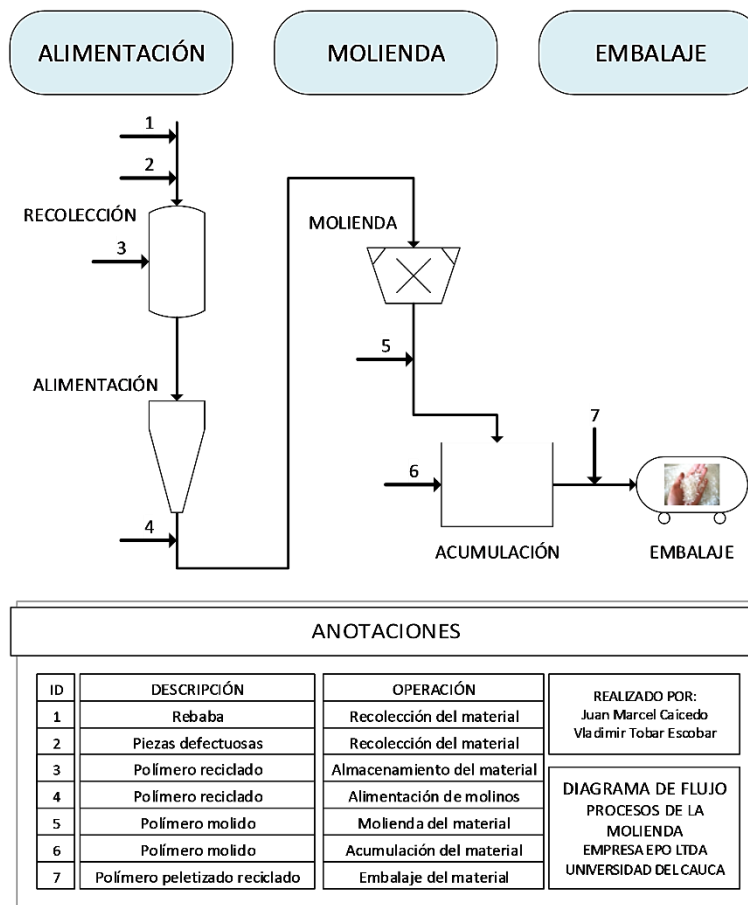 ALIMENTACIÓN
MOLIENDA
EMBALAJE
1
2
RECOLECCIÓN
3
MOLIENDA
5
ALIMENTACIÓN
7
6
4
ACUMULACIÓN
EMBALAJE
ANOTACIONES
ID DESCRIPCIÓN OPERACIÓN
1 Rebaba Recolección del material
2 Piezas defectuosas Recolección del material
3 Polímero reciclado Almacenamiento del material
4 Polímero reciclado Alimentación de molinos
5 Polímero molido Molienda del material
6 Polímero molido Acumulación del material
7 Polímero peletizado reciclado Embalaje del material
REALIZADO POR:
Juan Marcel Caicedo
Vladimir Tobar Escobar
DIAGRAMA DE FLUJO
PROCESOS DE LA
MOLIENDA
EMPRESA EPO LTDA
UNIVERSIDAD DEL CAUCA